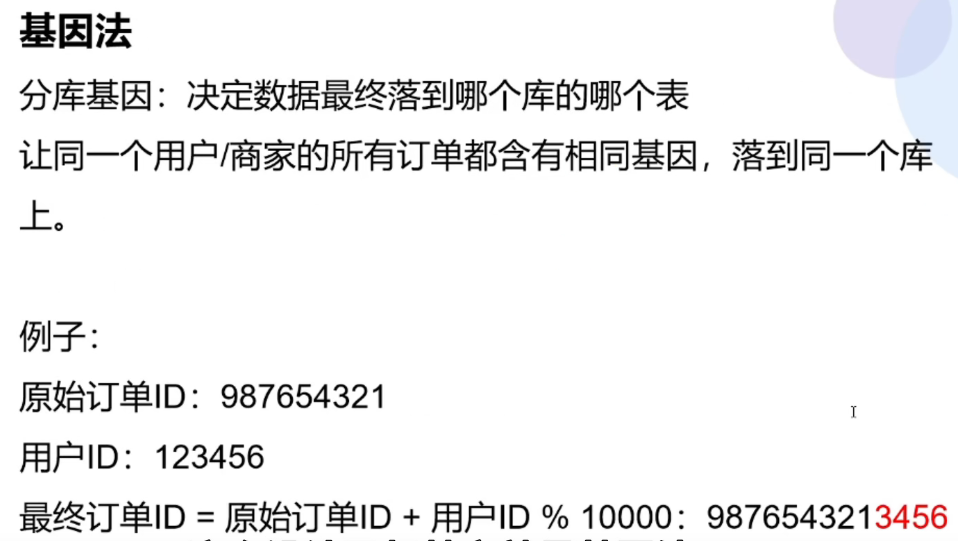 基因法
分库基因：决定数据最终落到哪个库的哪个表
让同一个用户/商家的所有订单都含有相同基因，落到同一个库
上。
例子：
原始订单ID：987654321
用户ID：123456
最终订单ID = 原始订单ID + 用户ID % 10000：9876543213456